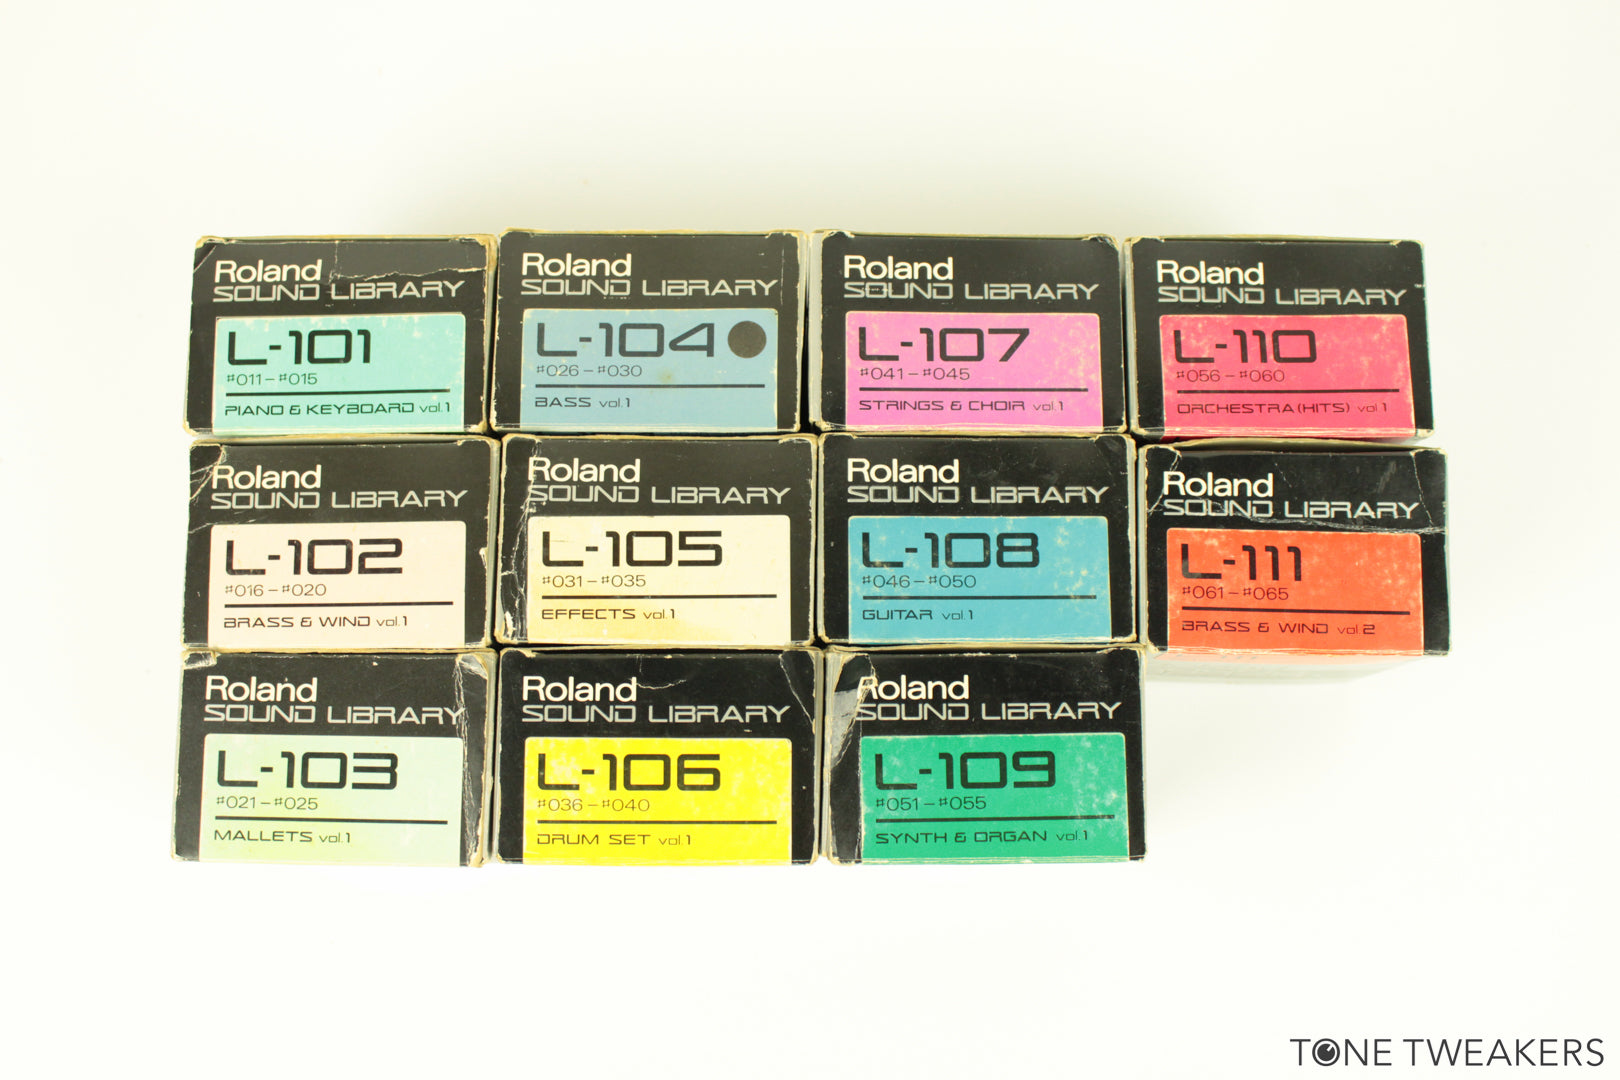 Roland
SOUND LIBRARY
L-101
#011–#015
PIANO & KEYBOARD vol.1
Roland
SOUND LIBRARY
L-104
#026–#030
BASS vol.1
Roland
SOUND LIBRARY
L-107
#041–#045
STRINGS & CHOIR vol.1
Roland
SOUND LIBRARY
L-110
#056–#060
ORCHESTRA(HITS) vol.1
Roland
SOUND LIBRARY
L-102
#016–#020
BRASS & WIND vol.1
Roland
SOUND LIBRARY
L-105
#031–#035
EFFECTS vol.1
Roland
SOUND LIBRARY
L-108
#046–#050
GUITAR vol.1
Roland
SOUND LIBRARY
L-111
#061–#065
BRASS & WIND vol.2
Roland
SOUND LIBRARY
L-103
#021–#025
MALLETS vol.1
Roland
SOUND LIBRARY
L-106
#036–#040
DRUM SET vol.1
Roland
SOUND LIBRARY
L-109
#051–#055
SYNTH & ORGAN vol.1
TONE TWEAKERS